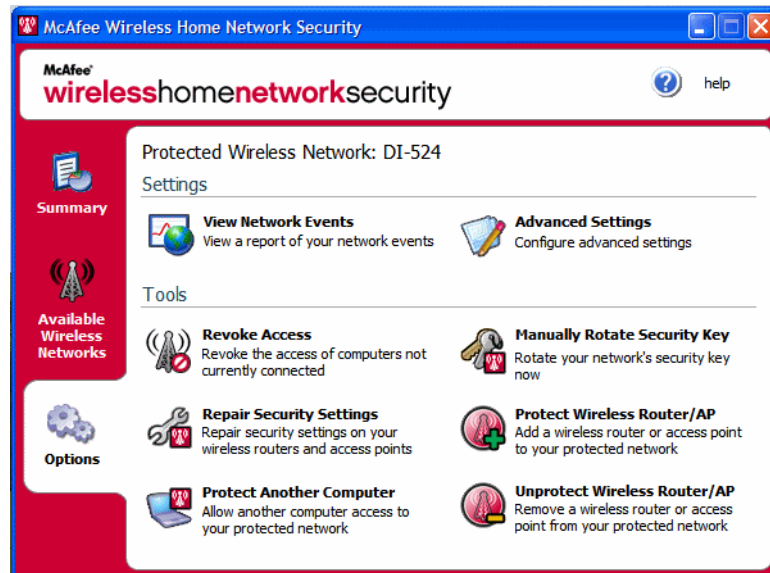 McAfee Wireless Home Network Security
McAfee
wirelesshomenetworksecurity
help
Summary
Available
Wireless
Networks
Options
Protected Wireless Network: DI-524
Settings
View Network Events
View a report of your network events
Advanced Settings
Configure advanced settings
Tools
Revoke Access
Revoke the access of computers not
currently connected
Manually Rotate Security Key
Rotate your network's security key
now
Repair Security Settings
Repair security settings on your
wireless routers and access points
Protect Wireless Router/AP
Add a wireless router or access point
to your protected network
Protect Another Computer
Allow another computer access to
your protected network
Unprotect Wireless Router/AP
Remove a wireless router or access
point from your protected network